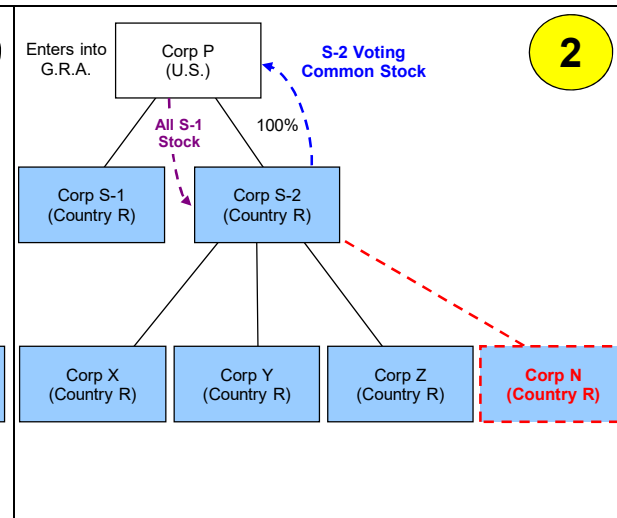 Enters into
G.R.A.
Corp P
(U.S.)
S-2 Voting
Common Stock
2
All S-1
Stock
100%
Corp S-1
(Country R)
Corp S-2
(Country R)
Corp X
(Country R)
Corp Y
(Country R)
Corp Z
(Country R)
Corp N
(Country R)